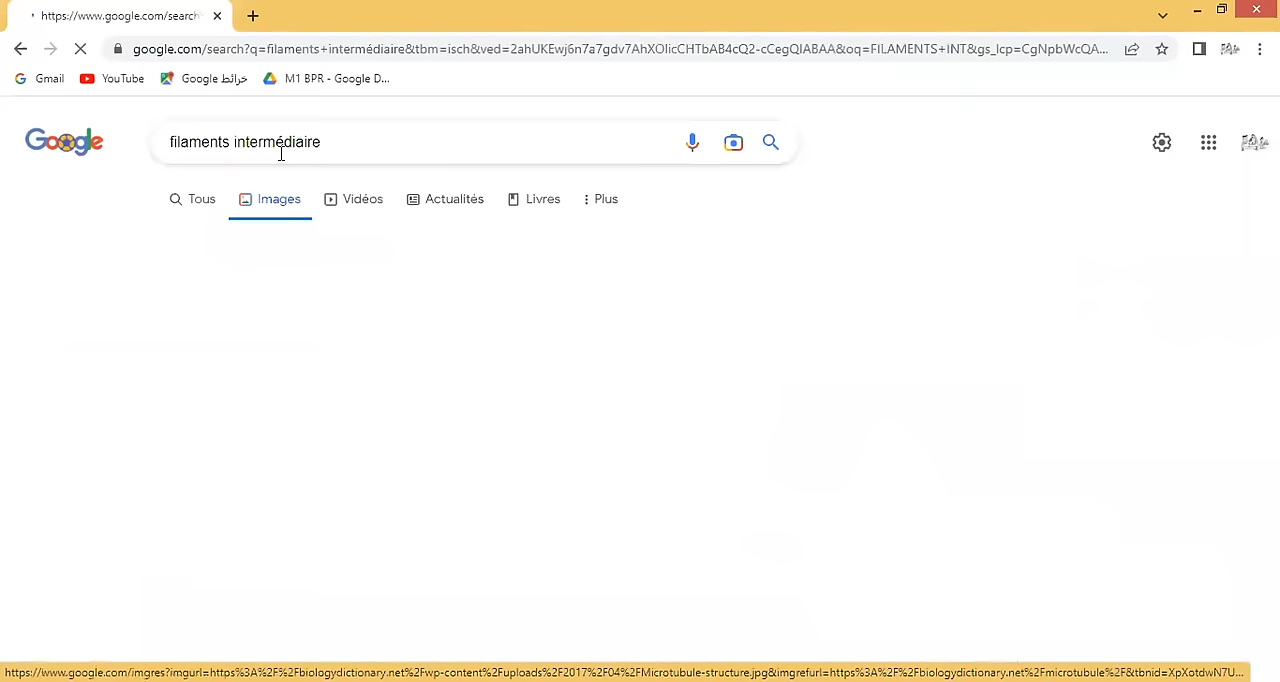 https://www.google.com/search
google.com/search?q=filaments+intermédiaire&tbm=isch&ved=2ahUKEwj6n7a7gdv7AhXOlicCHTbAB4cQ2-cCegQIABAA&oq=FILAMENTS+INT&gs_lcp=CgNpbWcQA...
Gmail YouTube خرائط Google M1 BPR - Google D...
Google
filaments intermédiaire
Tous Images Vidéos Actualités Livres Plus
https://www.google.com/imgres?imgurl=https%3A%2F%2Fbiologydictionary.net%2Fwp-content%2Fuploads%2F2017%2F04%2FMicrotubule-structure.jpg&imgrefurl=https%3A%2F%2Fbiologydictionary.net%2Fmicrotubule%2F&tbnid=XpXotdwN7U...